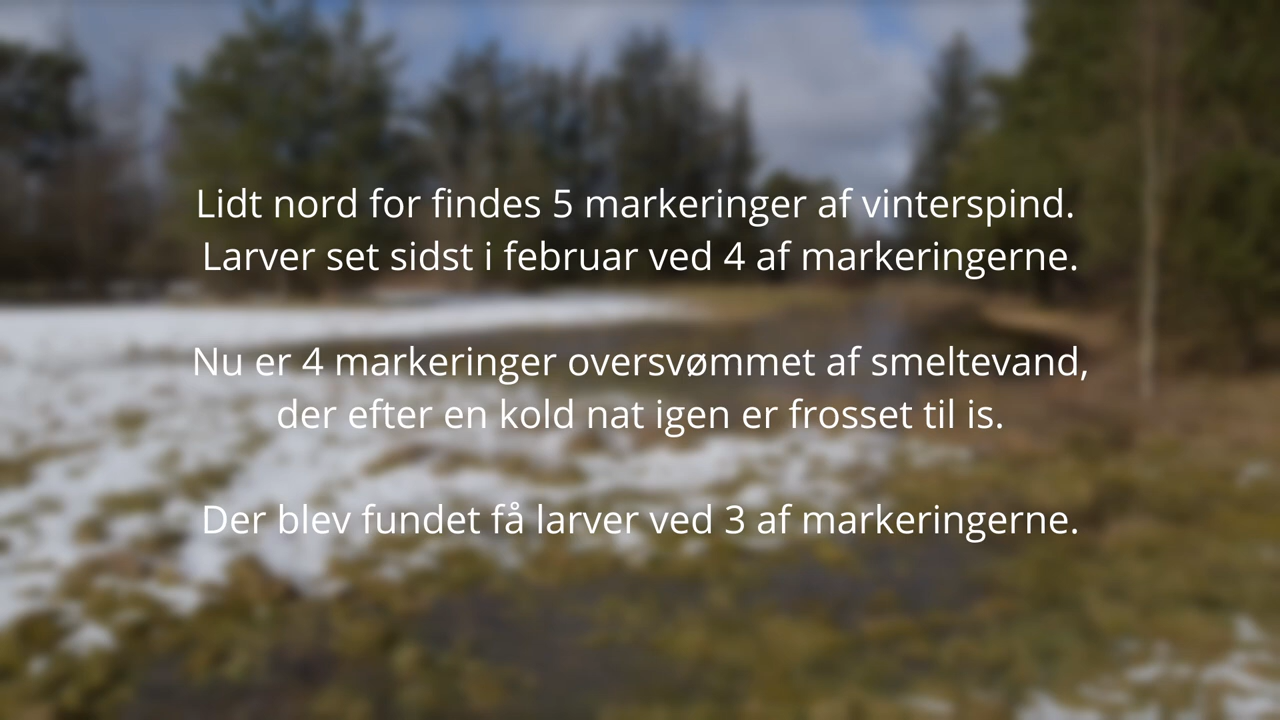 Lidt nord for findes 5 markeringer af vinterspind.
Larver set sidst i februar ved 4 af markeringerne.
Nu er 4 markeringer oversvømmet af smeltevand,
der efter en kold nat igen er frosset til is.
Der blev fundet få larver ved 3 af markeringerne.